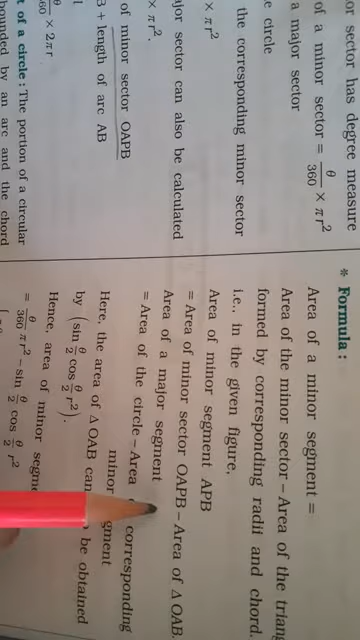 or sector has degree measure
of a minor sector = θ/360 × πr²
a major sector
e circle
the corresponding minor sector
× πr²
jor sector can also be calculated
× πr².
of minor sector OAPB
+ length of arc AB
× 2πr
of a circle : The portion of a circular
bounded by an arc and the chord
* Formula :
Area of a minor segment =
Area of the minor sector – Area of the
formed by corresponding radii and chord.
i.e., in the given figure,
Area of minor segment APB
= Area of minor sector OAPB – Area of Δ OAB.
Area of a major segment
= Area of the circle – Area corresponding
minor
Here, the area of Δ OAB can be obtained
by (sin θ/2 cos θ/2 r²).
Hence, area of minor
= θ/360 πr² – sin θ/2 cos θ/2 r²